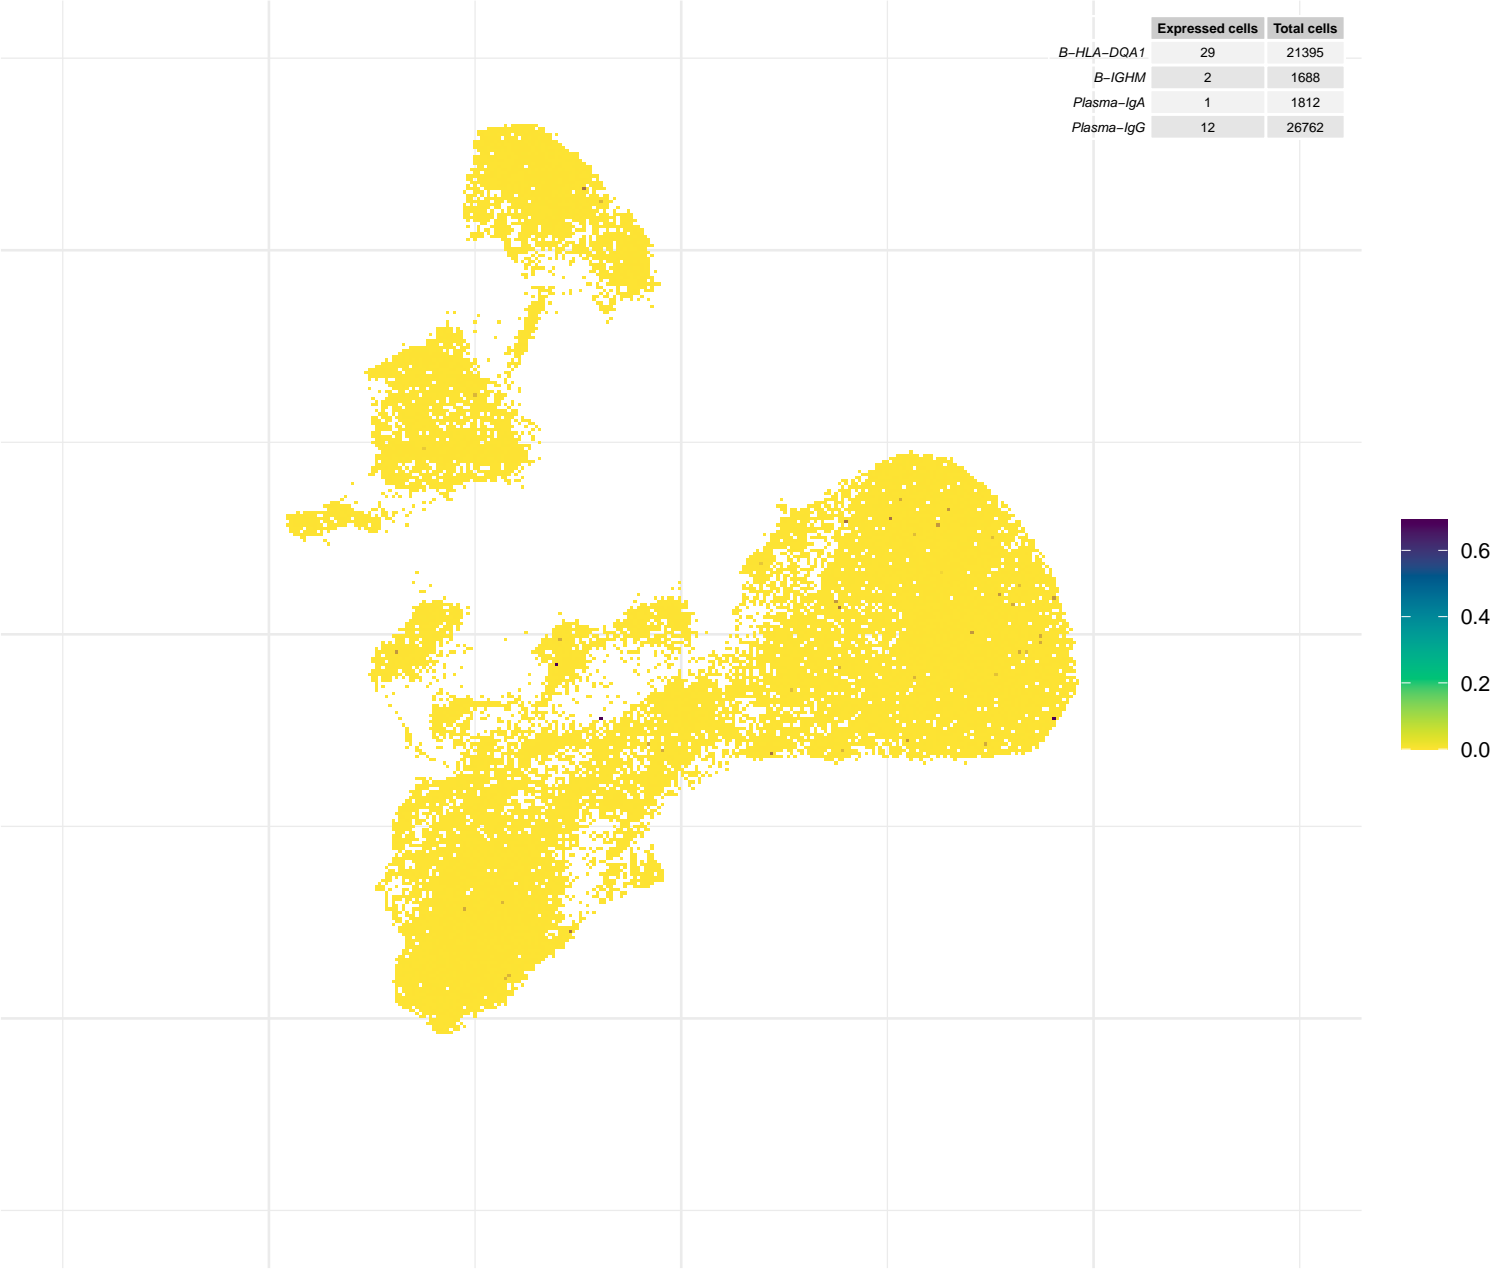 Expressed cells Total cells
B−HLA−DQA1 29 21395
B−IGHM 2 1688
Plasma−IgA 1 1812
Plasma−IgG 12 26762
0.6
0.4
0.2
0.0